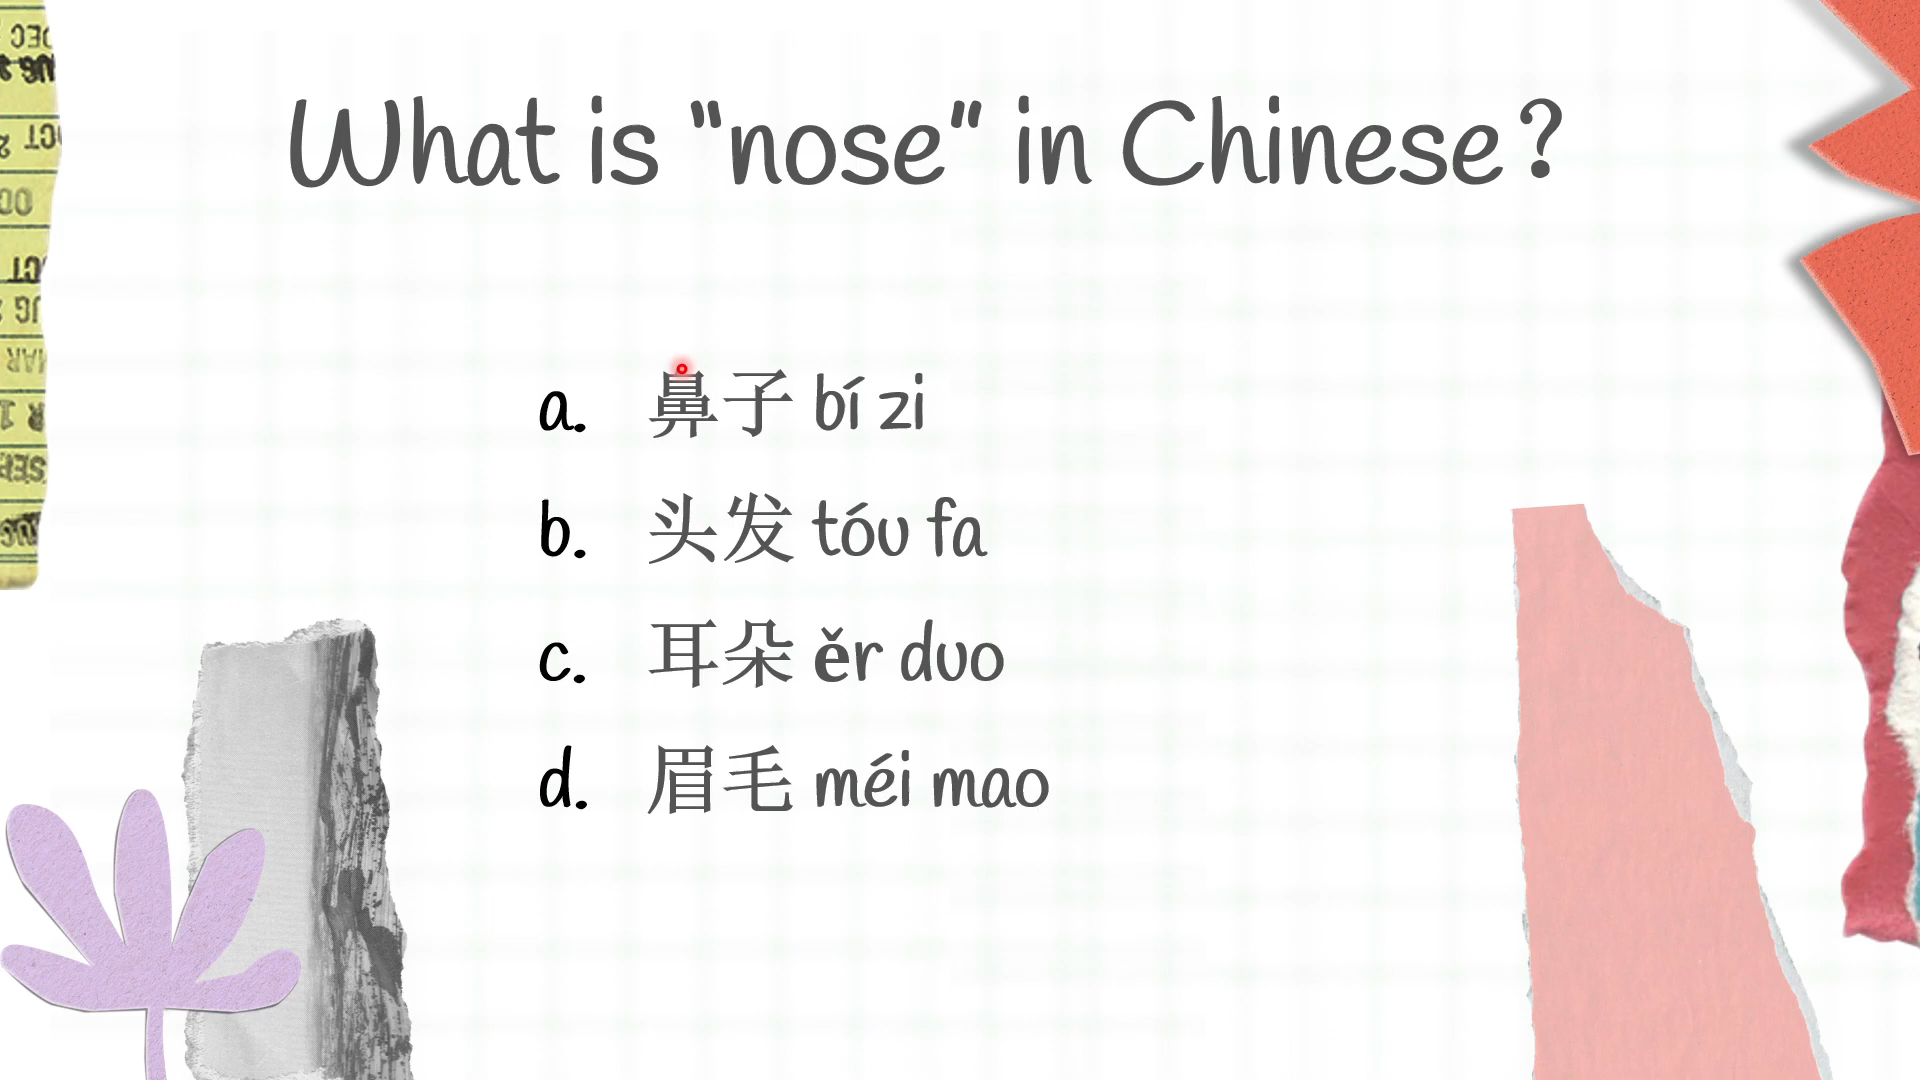 What is “nose” in Chinese?
a. 鼻子 bí zi
b. 头发 tóu fa
c. 耳朵 ěr duo
d. 眉毛 méi mao